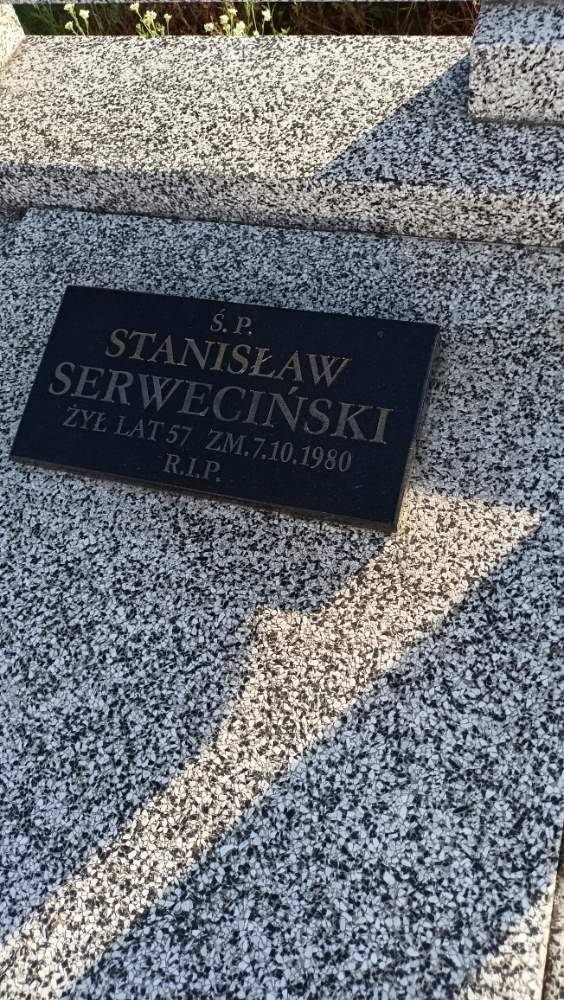 Ś. P.
STANISŁAW
SERWECIŃSKI
ŻYŁ LAT 57 ZM.7.10.1980
R.I.P.